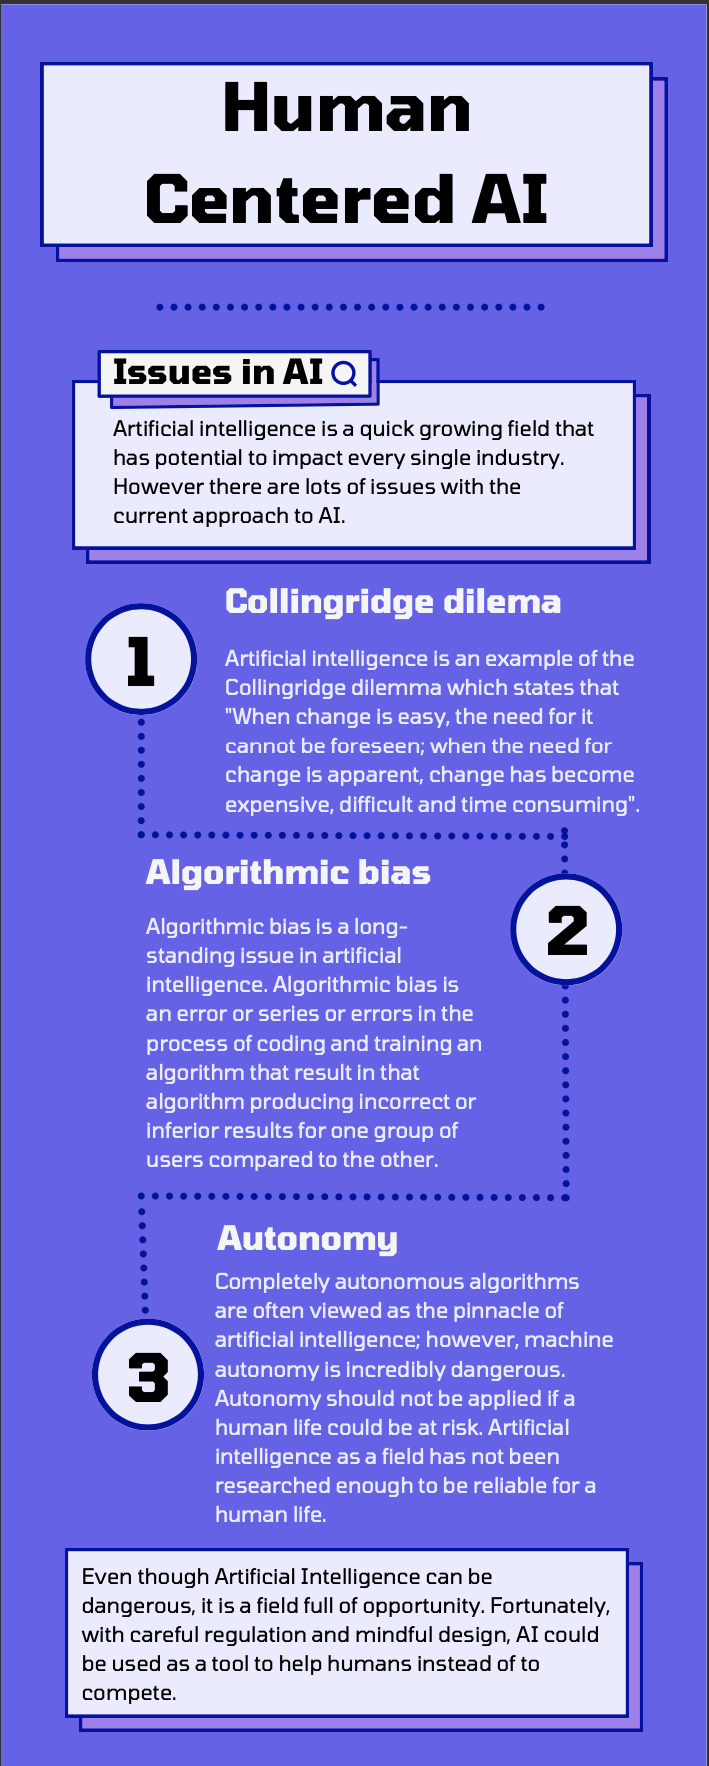 Human
Centered AI
Issues in AI
Artificial intelligence is a quick growing field that
has potential to impact every single industry.
However there are lots of issues with the
current approach to AI.
1
Collingridge dilema
Artificial intelligence is an example of the
Collingridge dilemma which states that
"When change is easy, the need for it
cannot be foreseen; when the need for
change is apparent, change has become
expensive, difficult and time consuming".
Algorithmic bias
2
Algorithmic bias is a long-
standing issue in artificial
intelligence. Algorithmic bias is
an error or series or errors in the
process of coding and training an
algorithm that result in that
algorithm producing incorrect or
inferior results for one group of
users compared to the other.
Autonomy
3
Completely autonomous algorithms
are often viewed as the pinnacle of
artificial intelligence; however, machine
autonomy is incredibly dangerous.
Autonomy should not be applied if a
human life could be at risk. Artificial
intelligence as a field has not been
researched enough to be reliable for a
human life.
Even though Artificial Intelligence can be
dangerous, it is a field full of opportunity. Fortunately,
with careful regulation and mindful design, AI could
be used as a tool to help humans instead of to
compete.